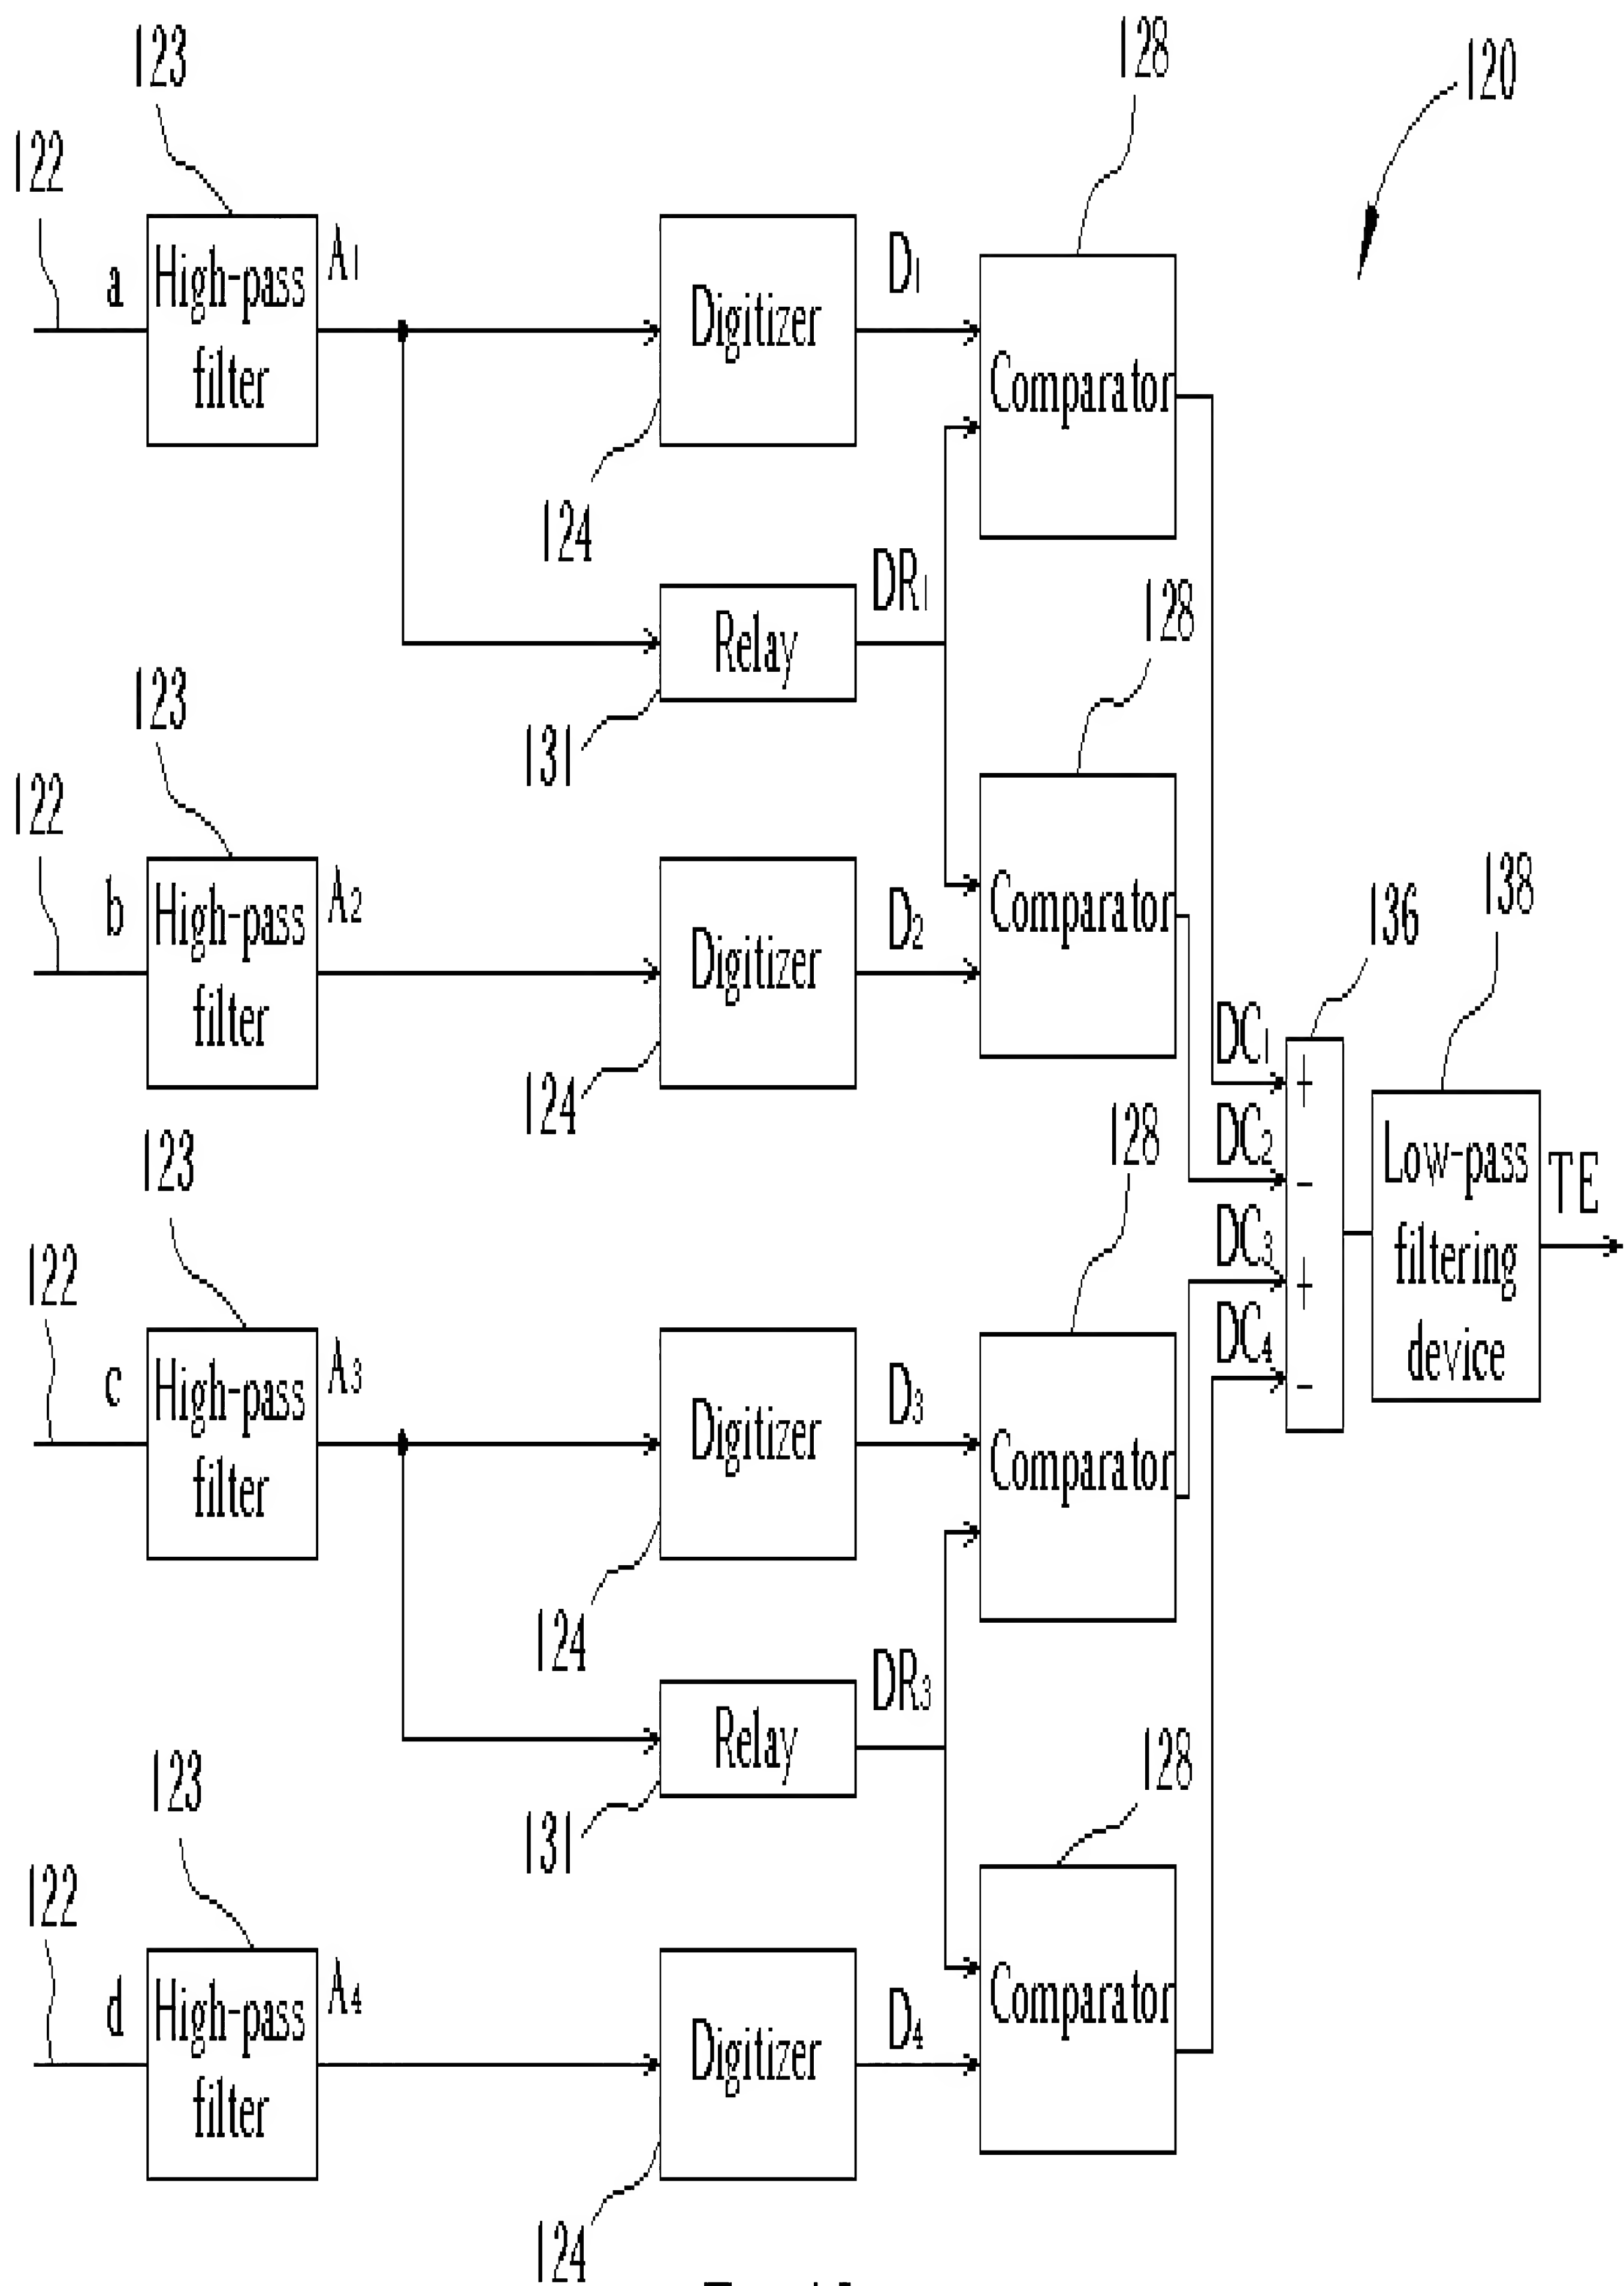 123
128
120
122
a
High-pass
filter
A1
Digitizer
D1
Comparator
124
DR1
Relay
131
128
123
122
b
High-pass
filter
A2
Digitizer
D2
Comparator
124
136
138
DC1
+
DC2
-
DC3
+
DC4
-
Low-pass
filtering
device
TE
123
128
122
c
High-pass
filter
A3
Digitizer
D3
Comparator
124
DR3
Relay
131
128
123
122
d
High-pass
filter
A4
Digitizer
D4
Comparator
124